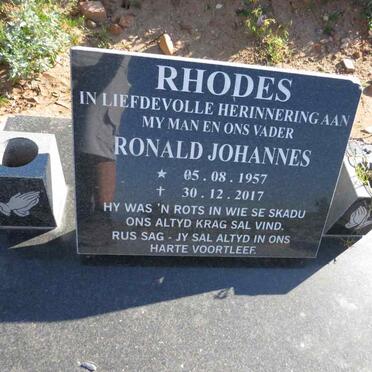 RHODES
IN LIEFDEVOLLE HERINNERING AAN
MY MAN EN ONS VADER
RONALD JOHANNES
★ 05 . 08 . 1957
✝ 30 . 12 . 2017
HY WAS 'N ROTS IN WIE SE SKADU
ONS ALTYD KRAG SAL VIND.
RUS SAG - JY SAL ALTYD IN ONS
HARTE VOORTLEEF.